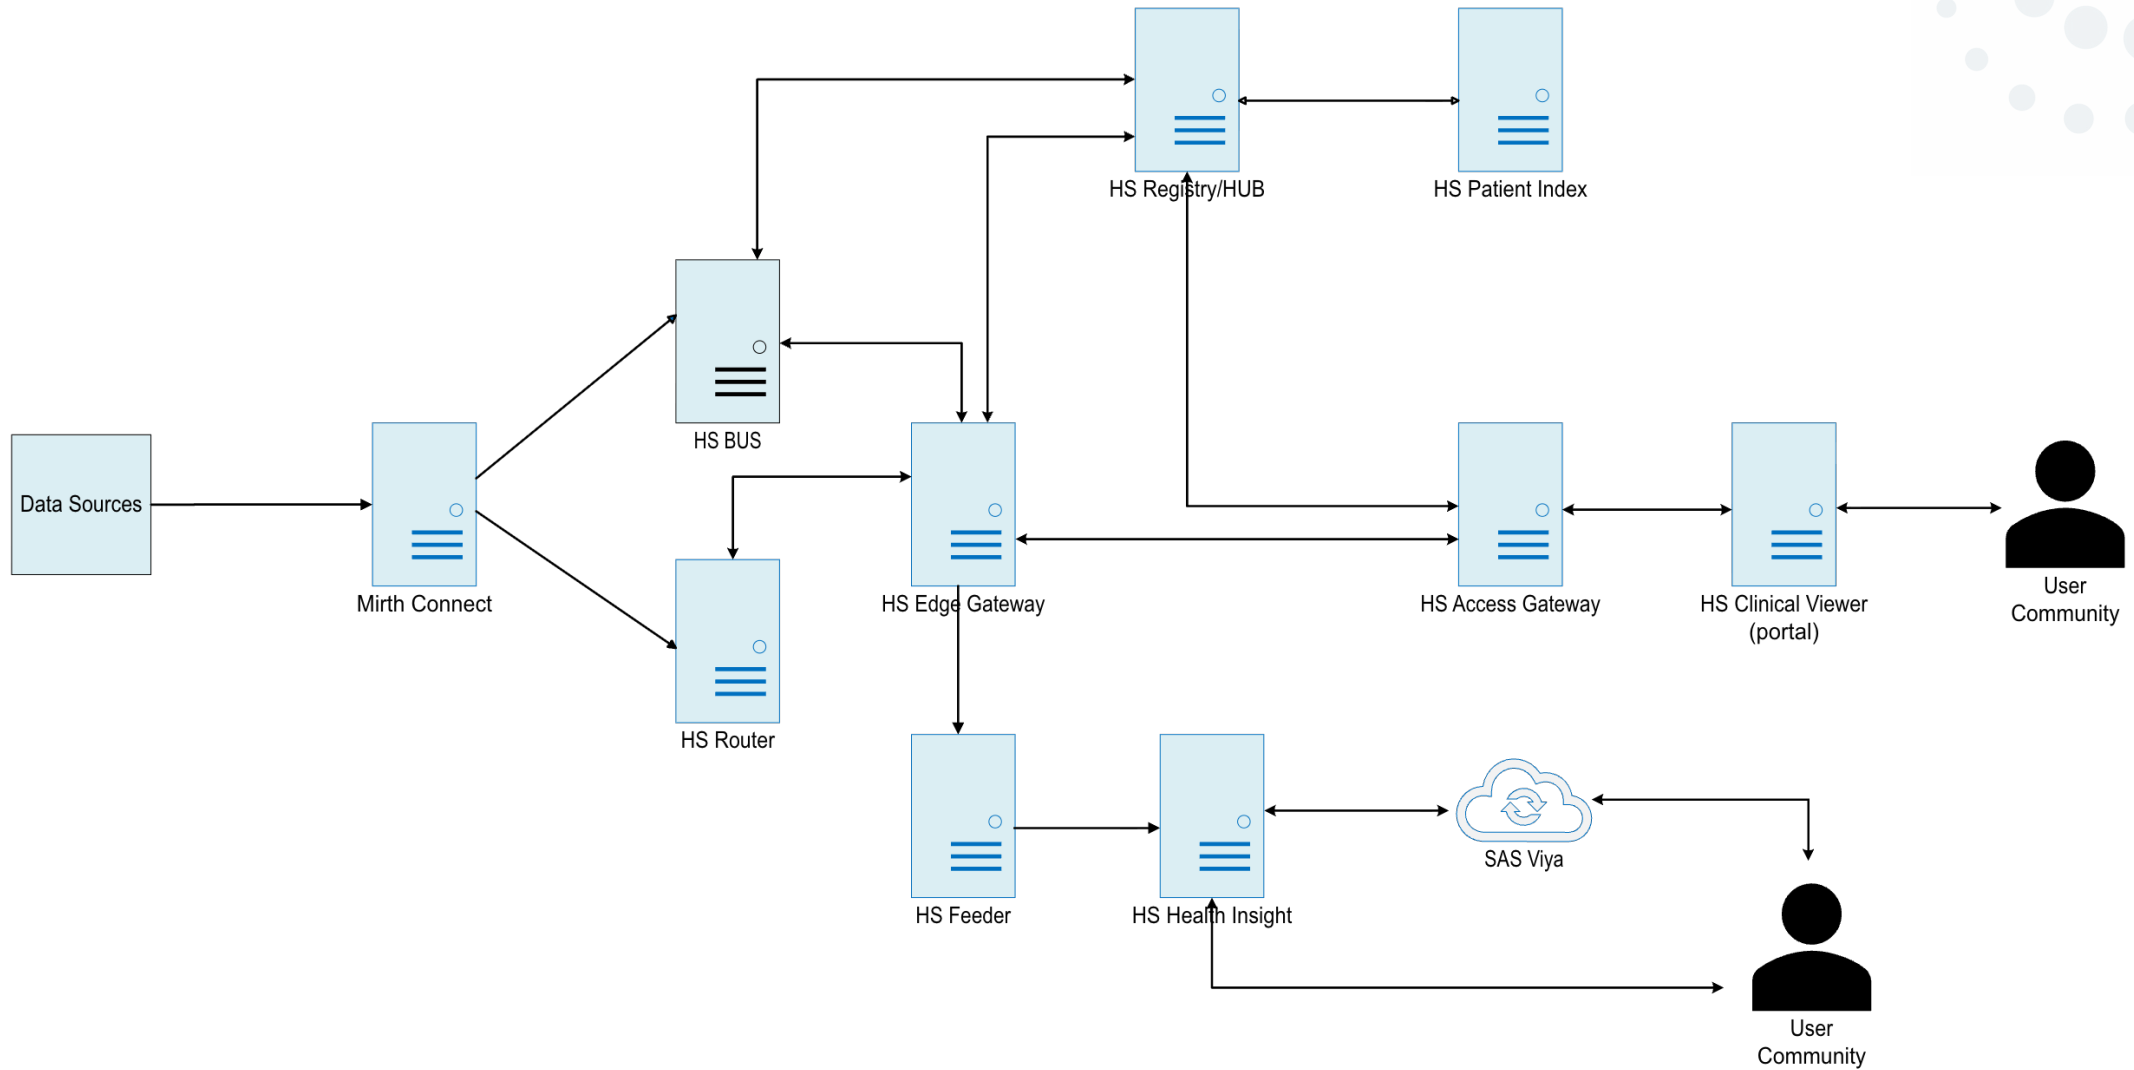 HS Registry/HUB
HS Patient Index
HS BUS
Data Sources
Mirth Connect
HS Edge Gateway
HS Access Gateway
HS Clinical Viewer
(portal)
User
Community
HS Router
SAS Viya
HS Feeder
HS Health Insight
User
Community